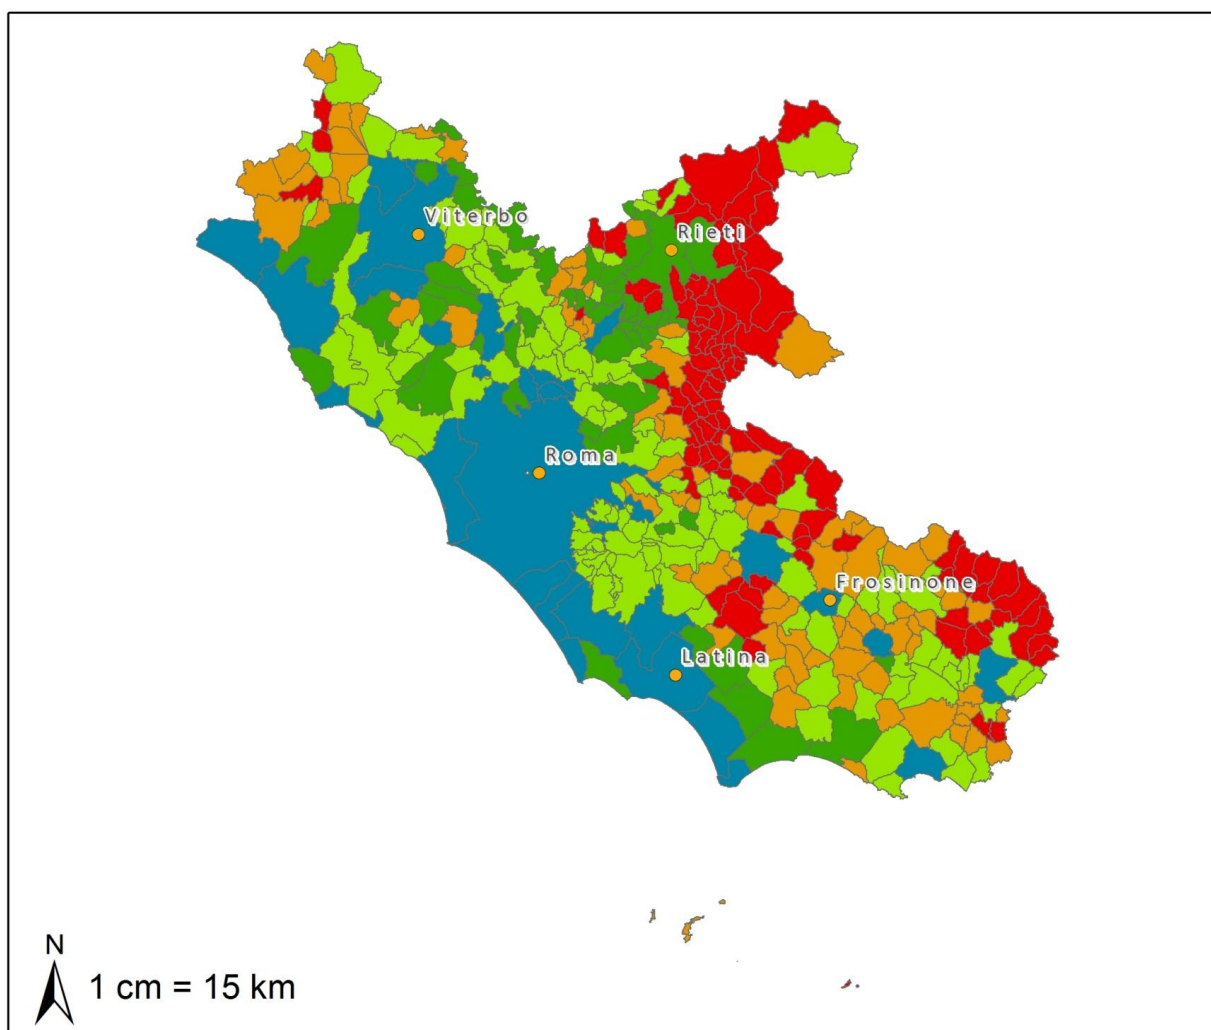 Viterbo
Rieti
Roma
Frosinone
Latina
N
1 cm = 15 km